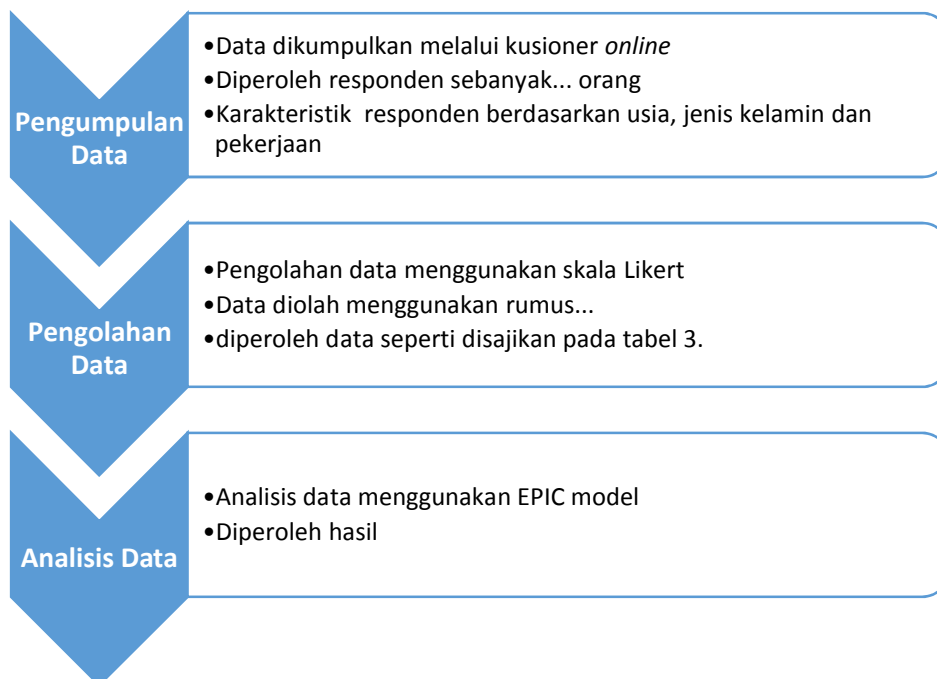 Pengumpulan
Data
•Data dikumpulkan melalui kusioner online
•Diperoleh responden sebanyak... orang
•Karakteristik responden berdasarkan usia, jenis kelamin dan
pekerjaan
Pengolahan
Data
•Pengolahan data menggunakan skala Likert
•Data diolah menggunakan rumus...
•diperoleh data seperti disajikan pada tabel 3.
Analisis Data
•Analisis data menggunakan EPIC model
•Diperoleh hasil